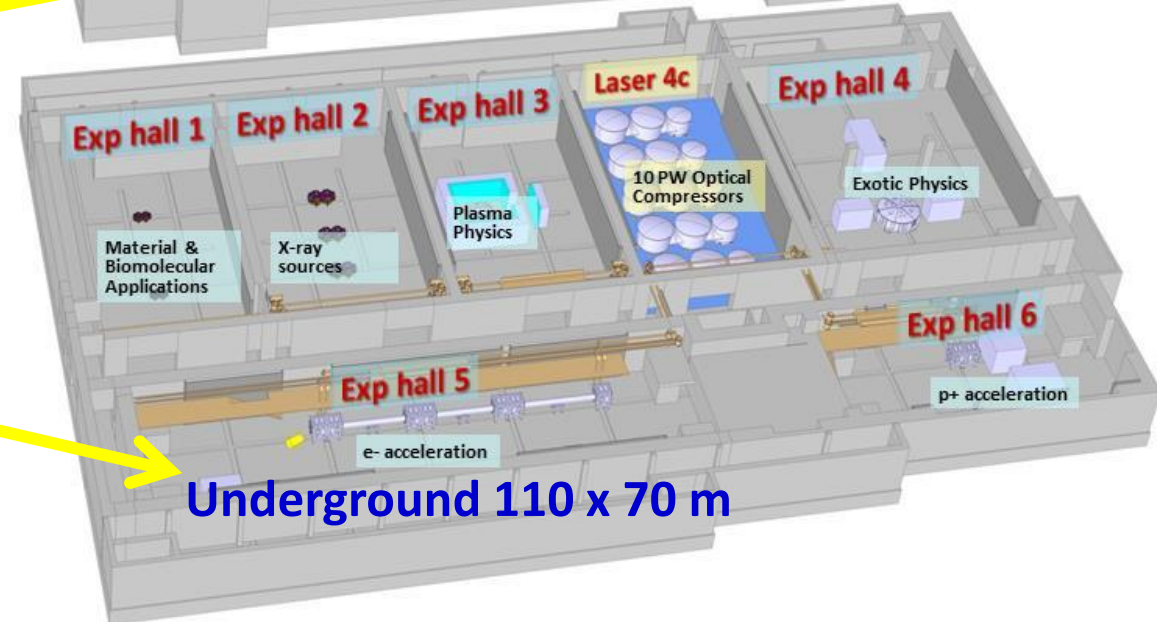 Exp hall 1
Exp hall 2
Exp hall 3
Laser 4c
Exp hall 4
Material &
Biomolecular
Applications
X-ray
sources
Plasma
Physics
10 PW Optical
Compressors
Exotic Physics
Exp hall 5
e- acceleration
Exp hall 6
p+ acceleration
Underground 110 x 70 m